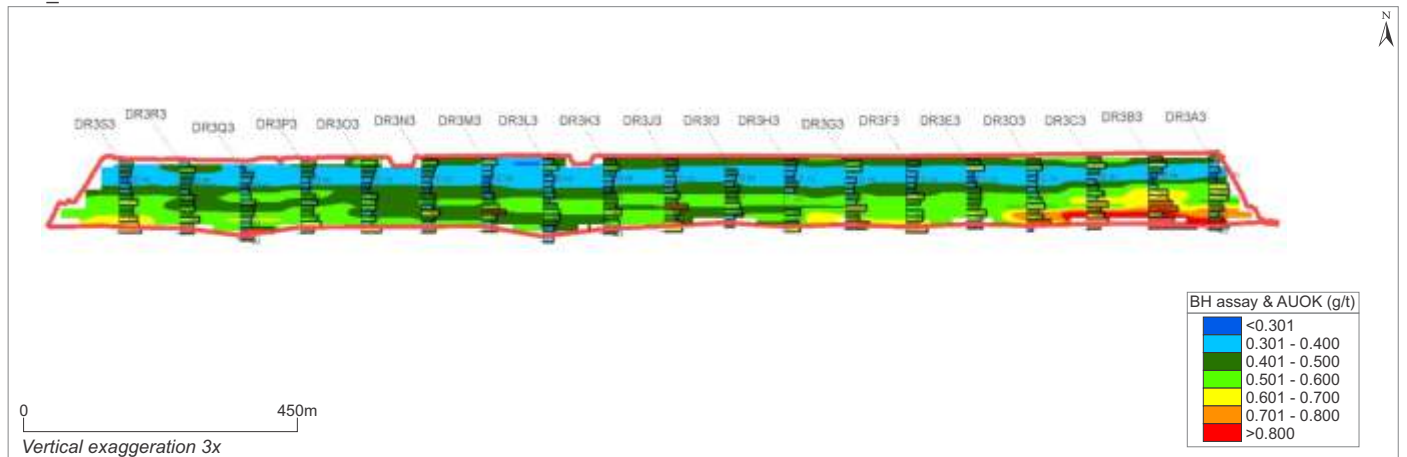 N
DR3S3 DR3R3 DR3Q3 DR3P3 DR3O3 DR3N3 DR3M3 DR3L3 DR3K3 DR3J3 DR3I3 DR3H3 DR3G3 DR3F3 DR3E3 DR3D3 DR3C3 DR3B3 DR3A3
BH assay & AUOK (g/t)
<0.301
0.301 - 0.400
0.401 - 0.500
0.501 - 0.600
0.601 - 0.700
0.701 - 0.800
>0.800
0 450m
Vertical exaggeration 3x